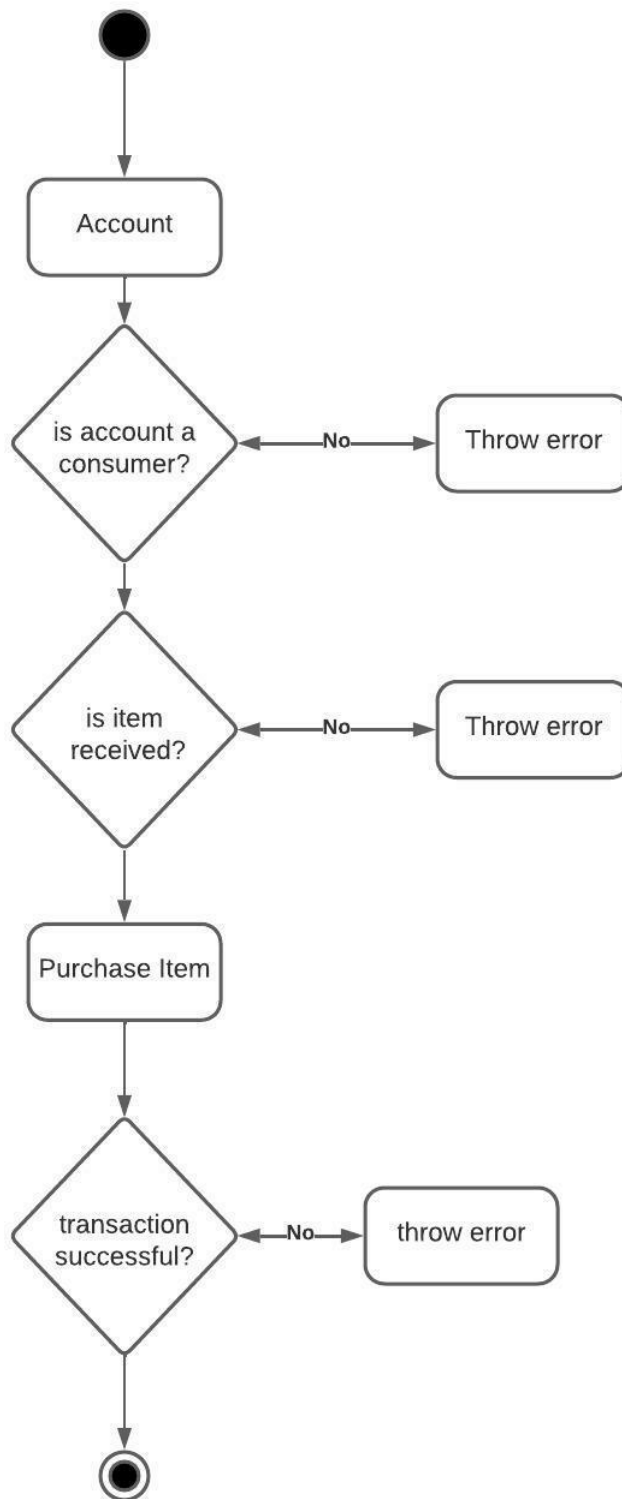 Account
is account a
consumer?
No
Throw error
is item
received?
No
Throw error
Purchase Item
transaction
successful?
No
throw error